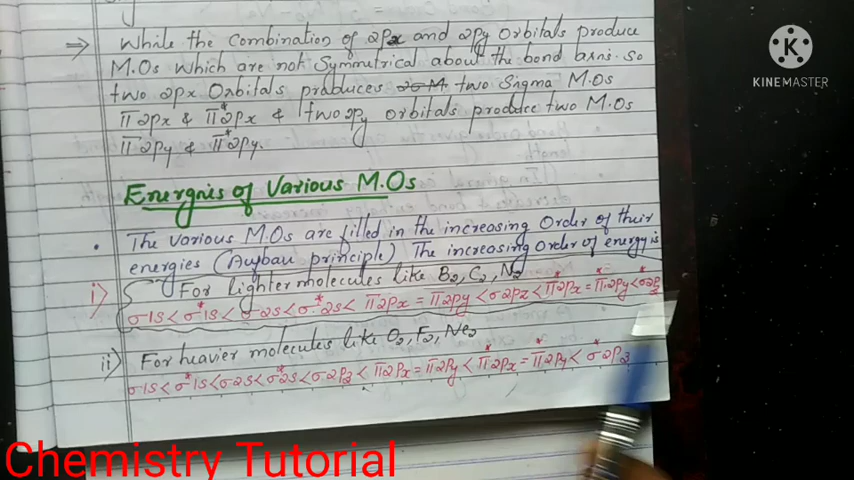 ⇒ While the combination of 2Px and 2Py Orbitals produce
M.Os which are not Symmetrical about the bond axns. so
two 2px Orbitals produces two Sngma M.Os
π2px & π*2px & two 2py orbitals produce two M.Os
π2py & π*2py.
Energnes of Various M.Os
• The various M.Os are filled in the increasing Order of their
energies (Aufbau principle) The increasing order of energy is
i) For Lighter molecules like B2, C2, N2
σ1s < σ*1s < σ2s < σ*2s < π2px = π2py < σ2pz < π*2px = π*2py < σ*2pz
ii) For heavier molecules like O2, F2, Ne2
σ1s < σ*1s < σ2s < σ*2s < σ2pz < π2px = π2py < π*2px = π*2py < σ*2pz
KINEMASTER
Chemistry Tutorial